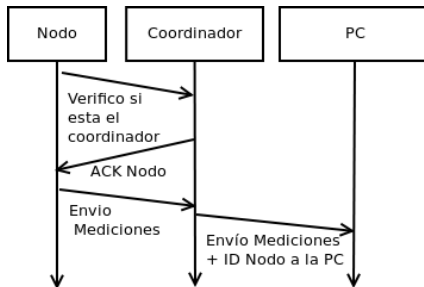 Nodo
Coordinador
PC
Verifico si
esta el
coordinador
ACK Nodo
Envio
Mediciones
Envío Mediciones
+ ID Nodo a la PC